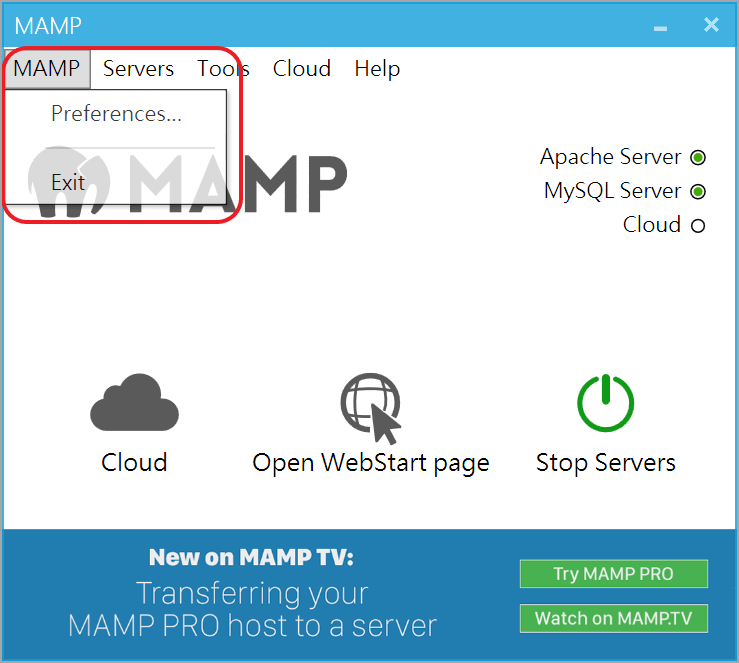 MAMP
MAMP Servers Tools Cloud Help
Preferences...
Exit
MAMP
Apache Server
MySQL Server
Cloud
Cloud
Open WebStart page
Stop Servers
New on MAMP TV:
Transferring your
MAMP PRO host to a server
Try MAMP PRO
Watch on MAMP.TV